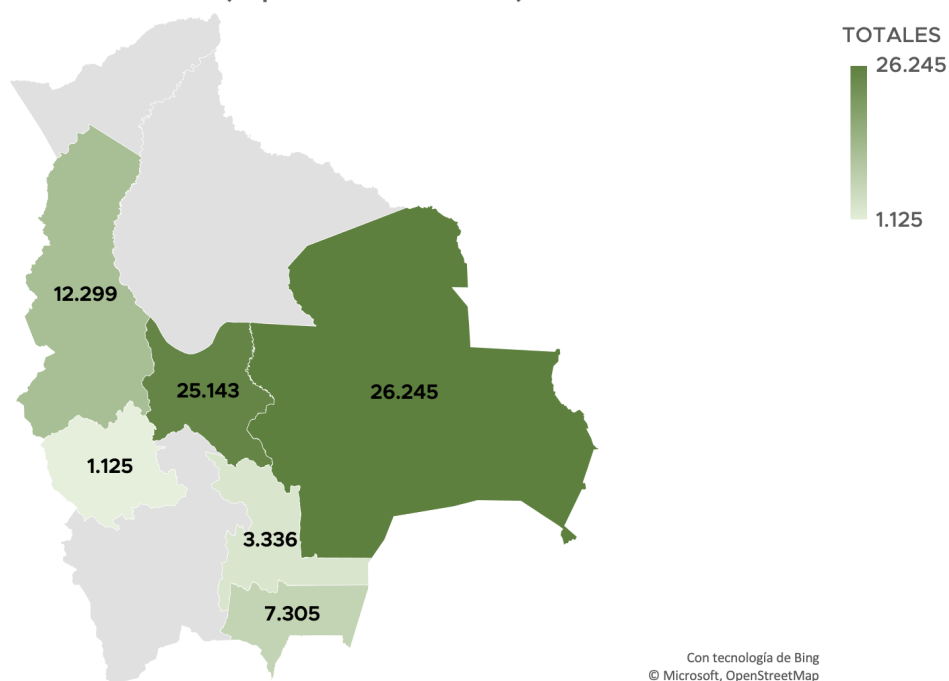 TOTALES
26.245
1.125
12.299
25.143
26.245
1.125
3.336
7.305
Con tecnología de Bing
© Microsoft, OpenStreetMap